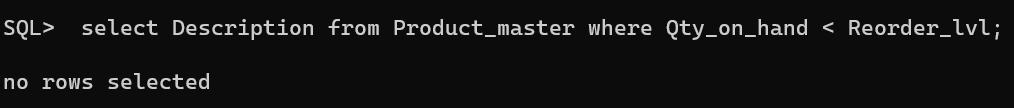 SQL>  select Description from Product_master where Qty_on_hand < Reorder_lvl;
no rows selected